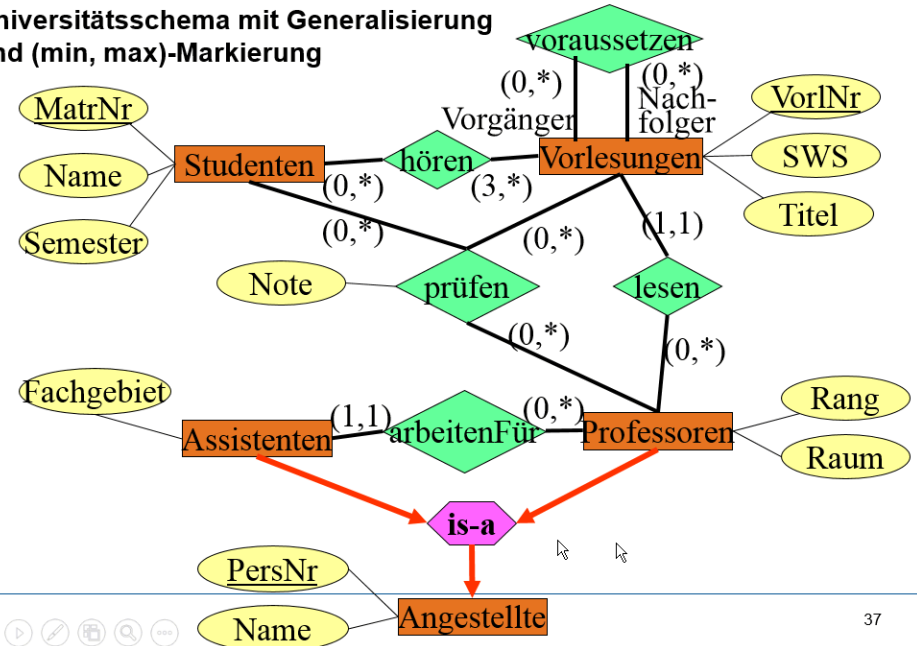 niversitätsschema mit Generalisierung
nd (min, max)-Markierung
voraussetzen
(0,*)
(0,*)
Vorgänger
Nach-
folger
MatrNr
Name
Semester
Studenten
(0,*)
hören
(3,*)
Vorlesungen
VorlNr
SWS
Titel
(0,*)
(0,*)
(1,1)
Note
prüfen
lesen
(0,*)
(0,*)
Fachgebiet
Assistenten
(1,1)
arbeitenFür
(0,*)
Professoren
Rang
Raum
is-a
PersNr
Name
Angestellte
37